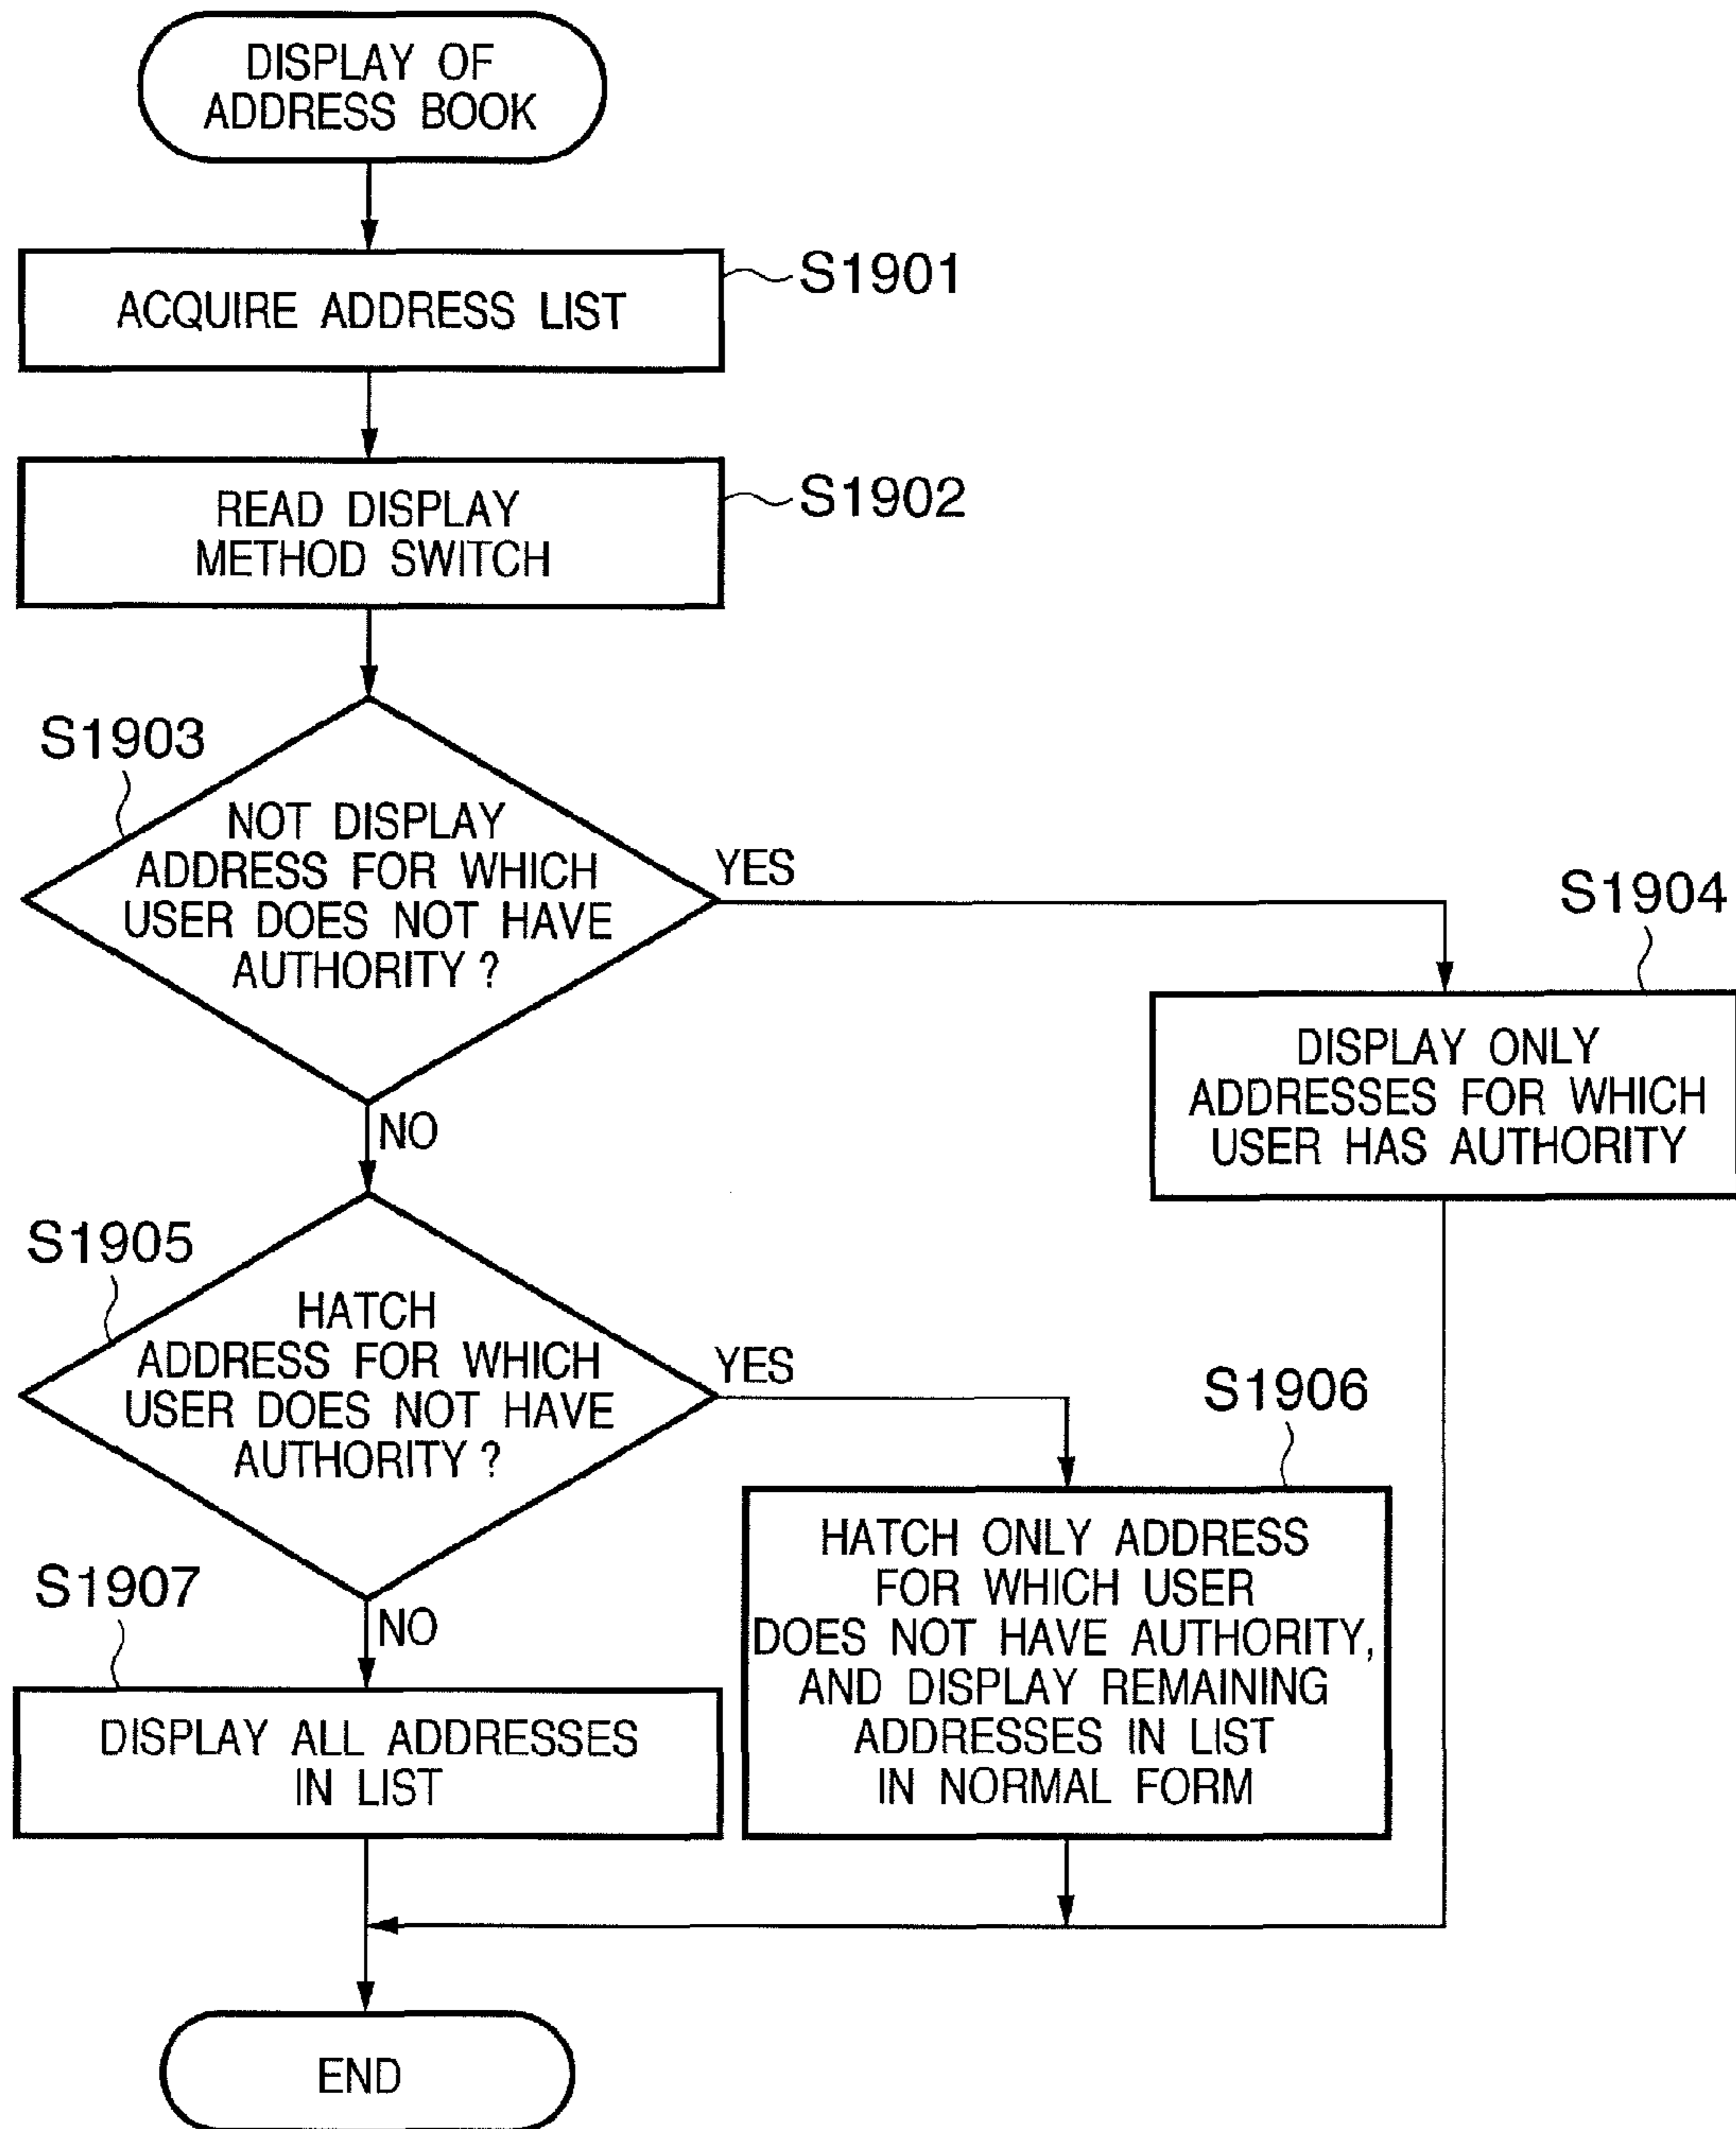 DISPLAY OF
ADDRESS BOOK
S1901
ACQUIRE ADDRESS LIST
S1902
READ DISPLAY
METHOD SWITCH
S1903
NOT DISPLAY
ADDRESS FOR WHICH
USER DOES NOT HAVE
AUTHORITY ?
YES
NO
S1904
DISPLAY ONLY
ADDRESSES FOR WHICH
USER HAS AUTHORITY
S1905
HATCH
ADDRESS FOR WHICH
USER DOES NOT HAVE
AUTHORITY ?
YES
NO
S1906
HATCH ONLY ADDRESS
FOR WHICH USER
DOES NOT HAVE AUTHORITY,
AND DISPLAY REMAINING
ADDRESSES IN LIST
IN NORMAL FORM
S1907
DISPLAY ALL ADDRESSES
IN LIST
END